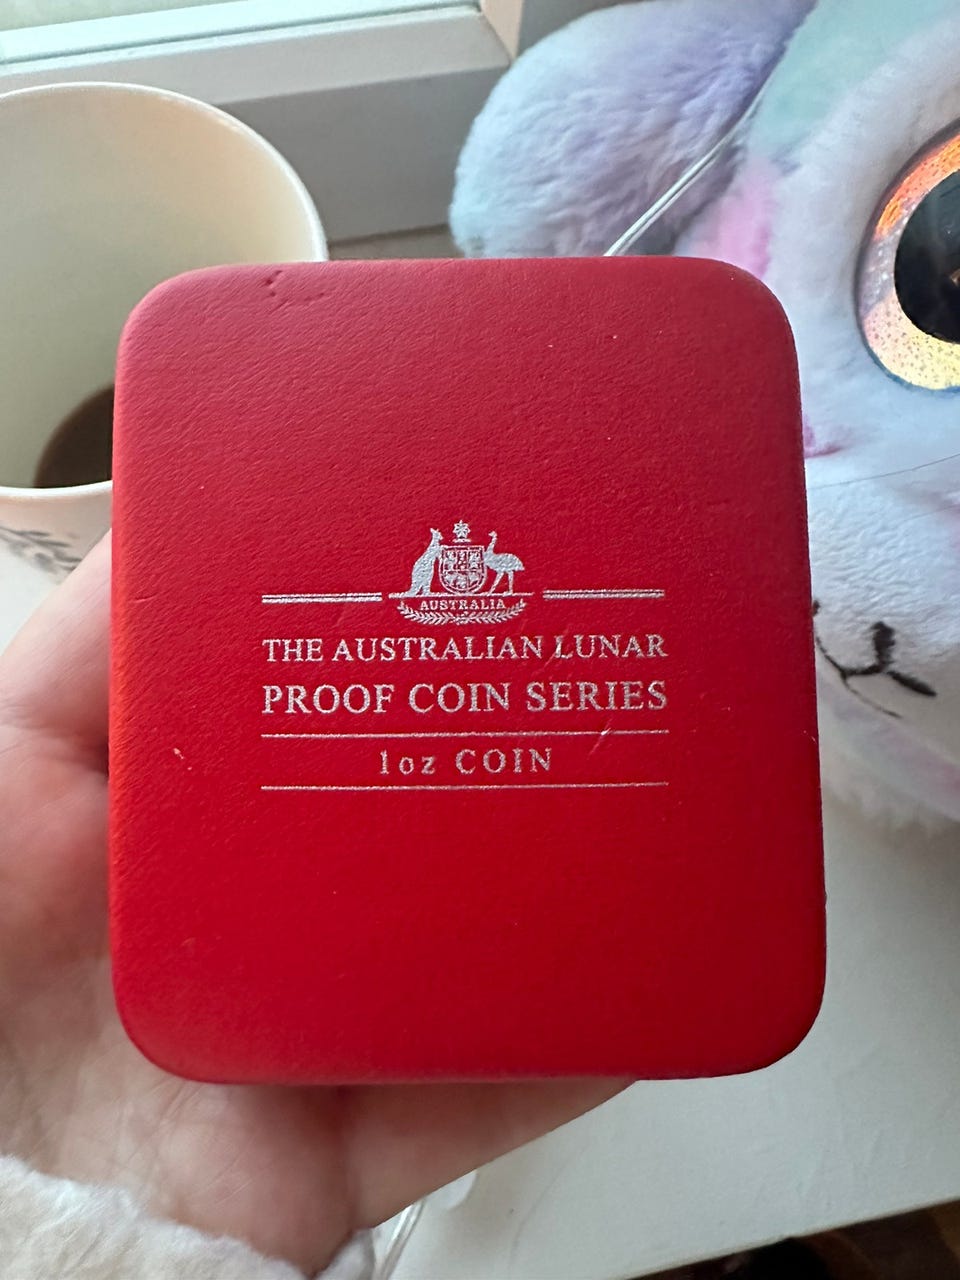 AUSTRALIA
THE AUSTRALIAN LUNAR
PROOF COIN SERIES
1oz COIN